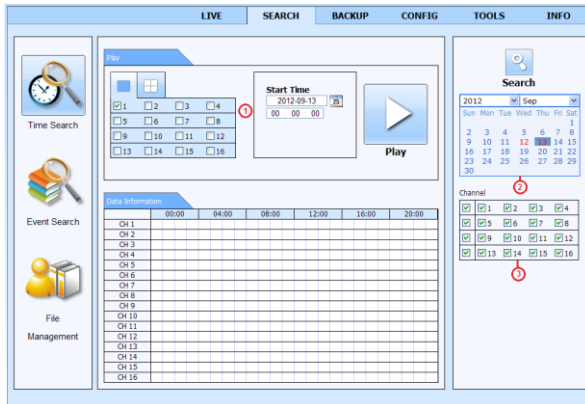 LIVE SEARCH BACKUP CONFIG TOOLS INFO
Time Search
Event Search
File
Management
Play
1 2 3 4
5 6 7 8
9 10 11 12
13 14 15 16
1
Start Time
2012-09-13
00 : 00 : 00
Play
Data Information
00:00 04:00 08:00 12:00 16:00 20:00
CH 1
CH 2
CH 3
CH 4
CH 5
CH 6
CH 7
CH 8
CH 9
CH 10
CH 11
CH 12
CH 13
CH 14
CH 15
CH 16
Search
2012 Sep
Sun Mon Tue Wed Thu Fri Sat
1
2 3 4 5 6 7 8
9 10 11 12 13 14 15
16 17 18 19 20 21 22
23 24 25 26 27 28 29
30
2
Channel
1 2 3 4
5 6 7 8
9 10 11 12
13 14 15 16
3